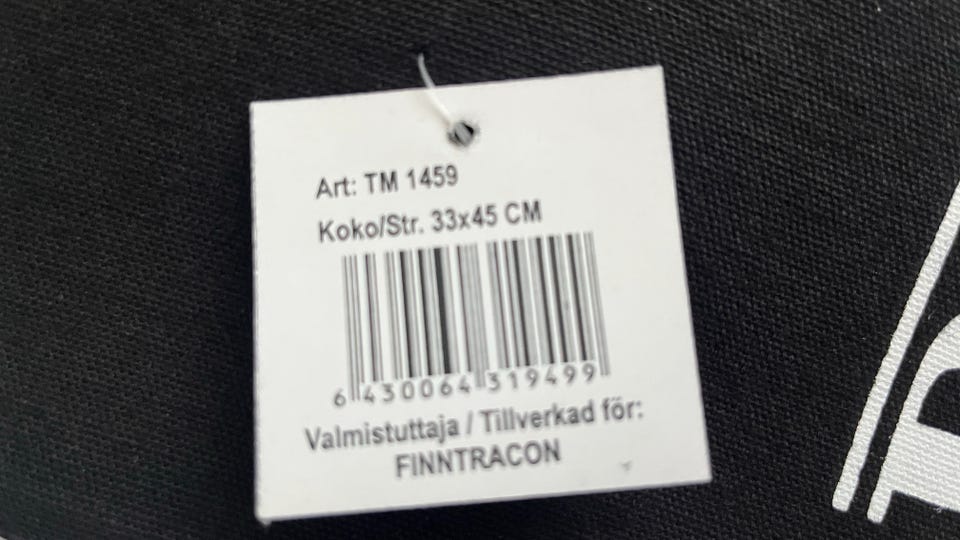 Art: TM 1459
Koko/Str. 33x45 CM
6 430064 319499
Valmistuttaja / Tillverkad för:
FINNTRACON